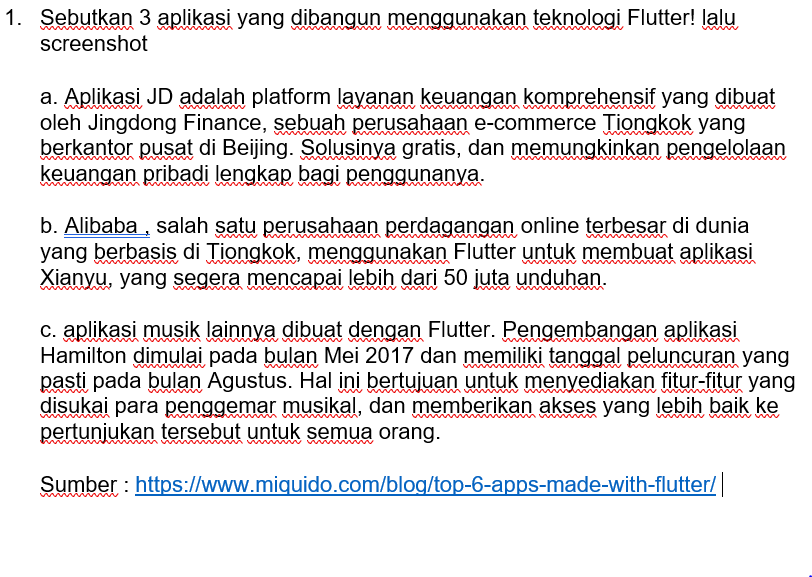 1. Sebutkan 3 aplikasi yang dibangun menggunakan teknologi Flutter! lalu
screenshot
a. Aplikasi JD adalah platform layanan keuangan komprehensif yang dibuat
oleh Jingdong Finance, sebuah perusahaan e-commerce Tiongkok yang
berkantor pusat di Beijing. Solusinya gratis, dan memungkinkan pengelolaan
keuangan pribadi lengkap bagi penggunanya.
b. Alibaba , salah satu perusahaan perdagangan online terbesar di dunia
yang berbasis di Tiongkok, menggunakan Flutter untuk membuat aplikasi
Xianyu, yang segera mencapai lebih dari 50 juta unduhan.
c. aplikasi musik lainnya dibuat dengan Flutter. Pengembangan aplikasi
Hamilton dimulai pada bulan Mei 2017 dan memiliki tanggal peluncuran yang
pasti pada bulan Agustus. Hal ini bertujuan untuk menyediakan fitur-fitur yang
disukai para penggemar musikal, dan memberikan akses yang lebih baik ke
pertunjukan tersebut untuk semua orang.
Sumber : https://www.miquido.com/blog/top-6-apps-made-with-flutter/